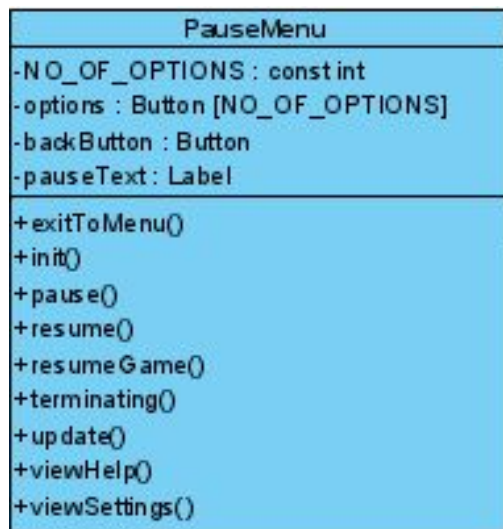 PauseMenu
-NO_OF_OPTIONS : const int
-options : Button [NO_OF_OPTIONS]
-backButton : Button
-pauseText : Label
+exitToMenu()
+init()
+pause()
+resume()
+resumeGame()
+terminating()
+update()
+viewHelp()
+viewSettings()